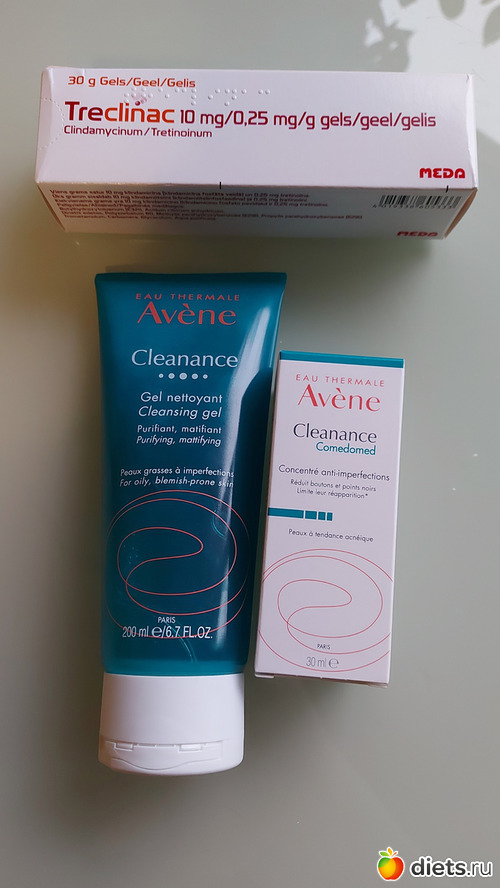 30 g Gels/Geel/Gelis
Treclinac 10 mg/0,25 mg/g gels/geel/gelis
Clindamycinum/Tretinoinum
MEDA
MEDA
EAU THERMALE
Avène
Cleanance
Gel nettoyant
Cleansing gel
Purifiant, matifiant
Purifying, mattifying
Peaux grasses à imperfections
For oily, blemish-prone skin
PARIS
200 ml e/6.7 FL.OZ.
EAU THERMALE
Avène
Cleanance
Comedomed
Concentré anti-imperfections
Réduit boutons et points noirs
Limite leur réapparition*
Peaux à tendance acnéique
PARIS
30 ml e
diets.ru